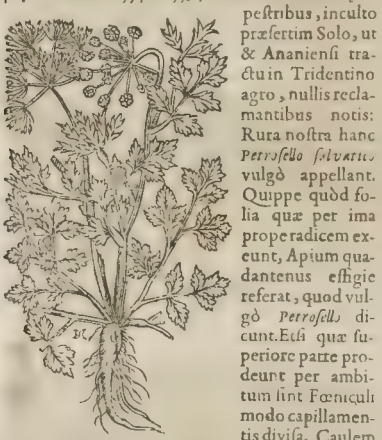 peſtribus, inculto
præſertim Solo, ut
& Ananienſi tra-
ctu in Tridentino
agro, nullis recla-
mantibus notis:
Rura noſtra hanc
Petroſello ſalvatico
vulgò appellant.
Quippe quòd fo-
lia quæ per ima
prope radicem ex-
eunt, Apium qua-
dantenus effigie
referat, quod vul-
gò Petroſello di-
cunt. Etſi quæ ſu-
periore parte pro-
deunt per ambi-
tum ſint Fœniculi
modo capillamen-
tis diviſa. Caulem